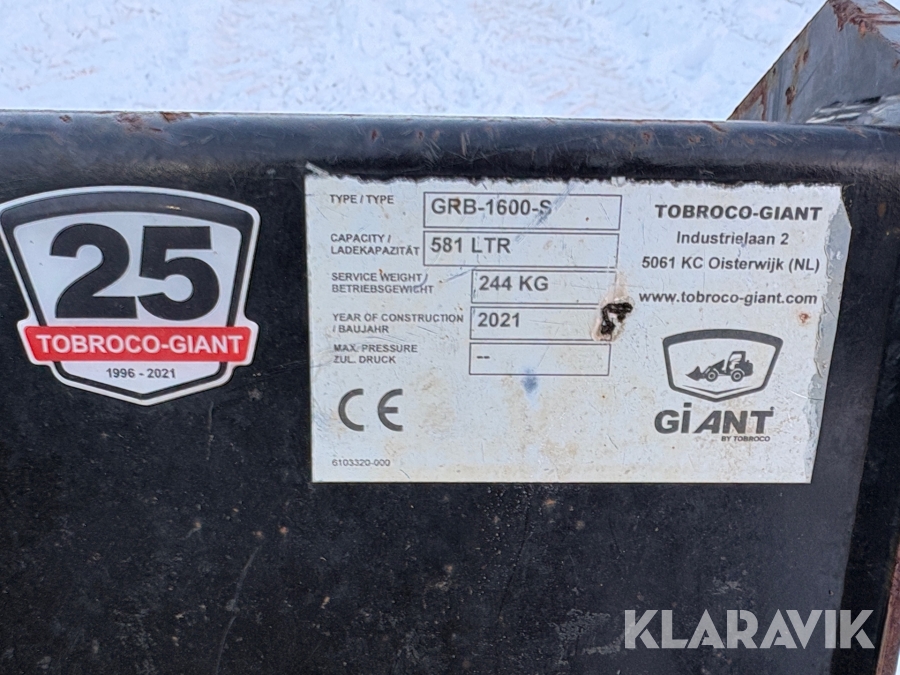 25
TOBROCO-GIANT
1996 - 2021
TYPE / TYPE GRB-1600-S
CAPACITY /
LADEKAPAZITÄT 581 LTR
SERVICE WEIGHT /
BETRIEBSGEWICHT 244 KG
YEAR OF CONSTRUCTION
/ BAUJAHR 2021
MAX. PRESSURE
ZUL. DRUCK --
CE
6103320-000
TOBROCO-GIANT
Industrielaan 2
5061 KC Oisterwijk (NL)
www.tobroco-giant.com
GiANT
BY TOBROCO
KLARAVIK